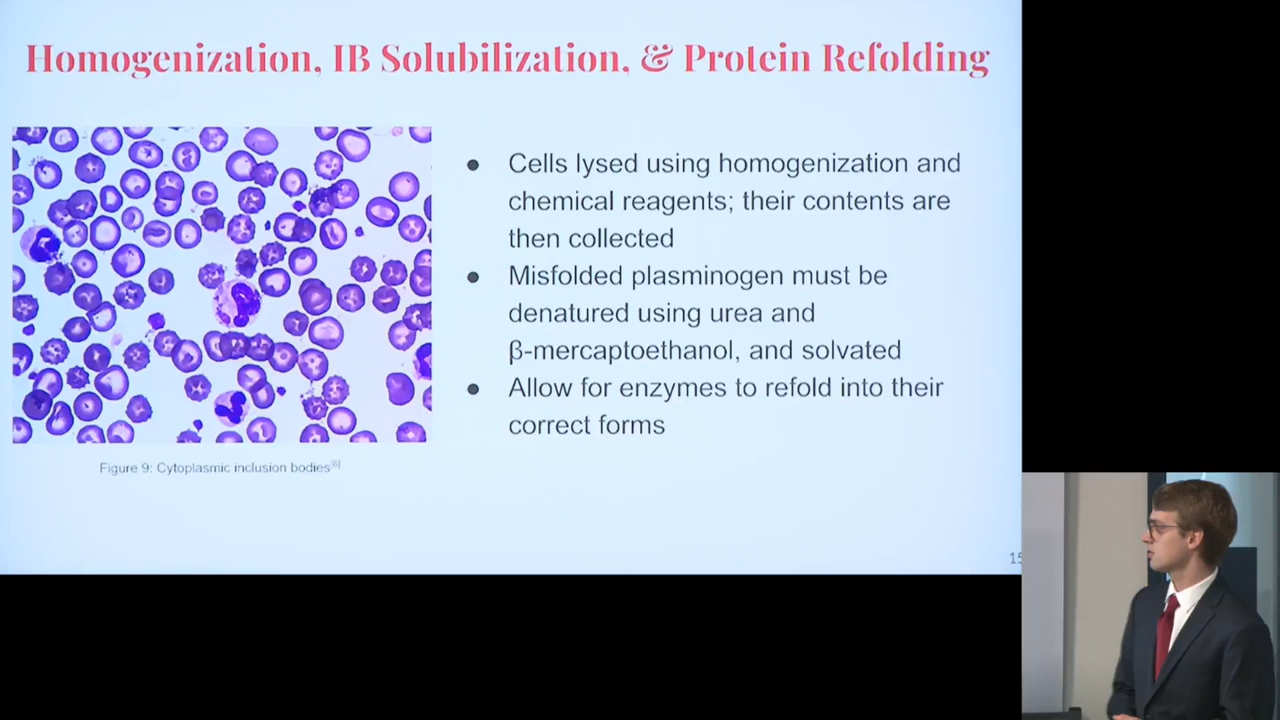 Homogenization, IB Solubilization, & Protein Refolding
● Cells lysed using homogenization and
chemical reagents; their contents are
then collected
● Misfolded plasminogen must be
denatured using urea and
β-mercaptoethanol, and solvated
● Allow for enzymes to refold into their
correct forms
Figure 9: Cytoplasmic inclusion bodies[6]
15